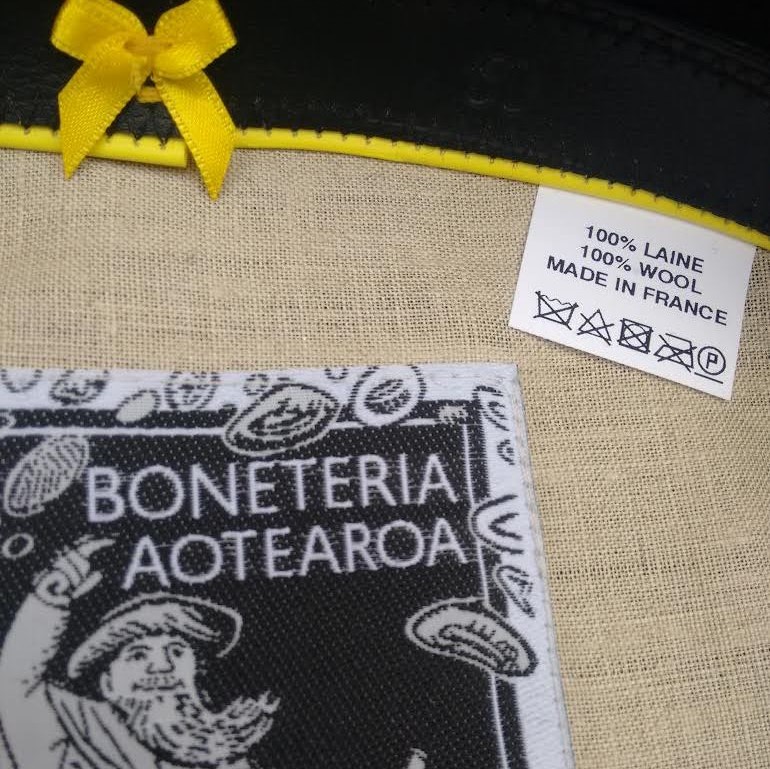 100% LAINE
100% WOOL
MADE IN FRANCE
P
BONETERIA
AOTEAROA